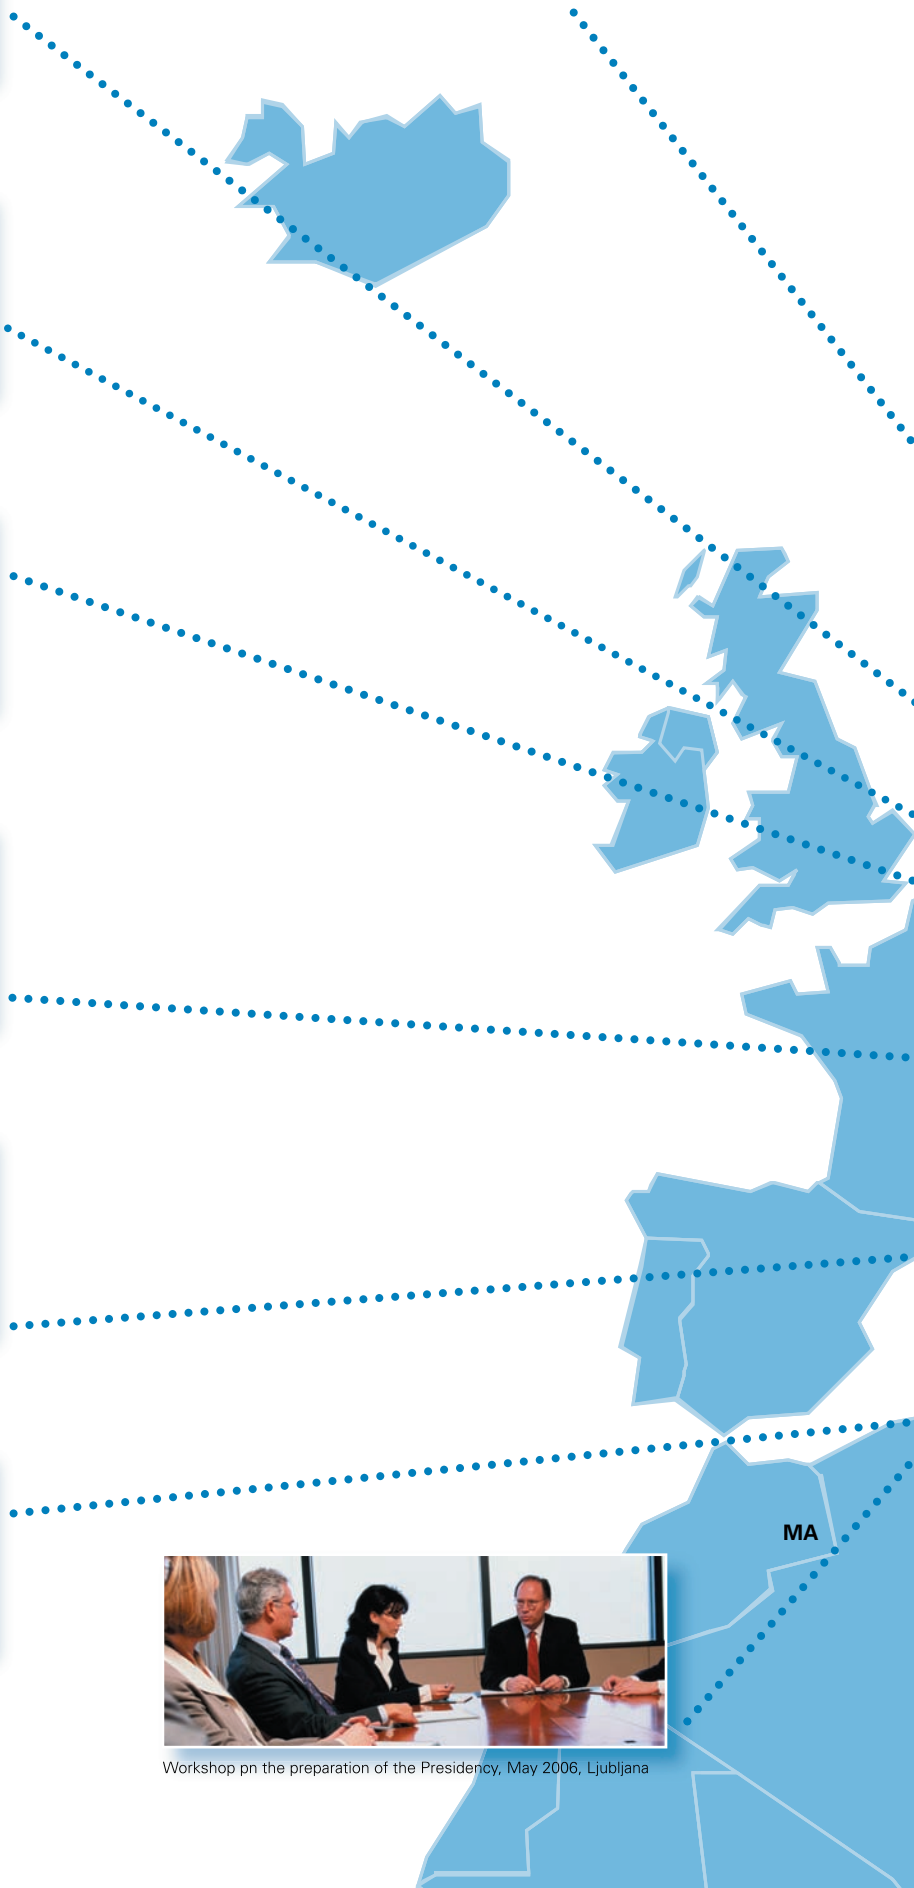 MA
Workshop pn the preparation of the Presidency, May 2006, Ljubljana